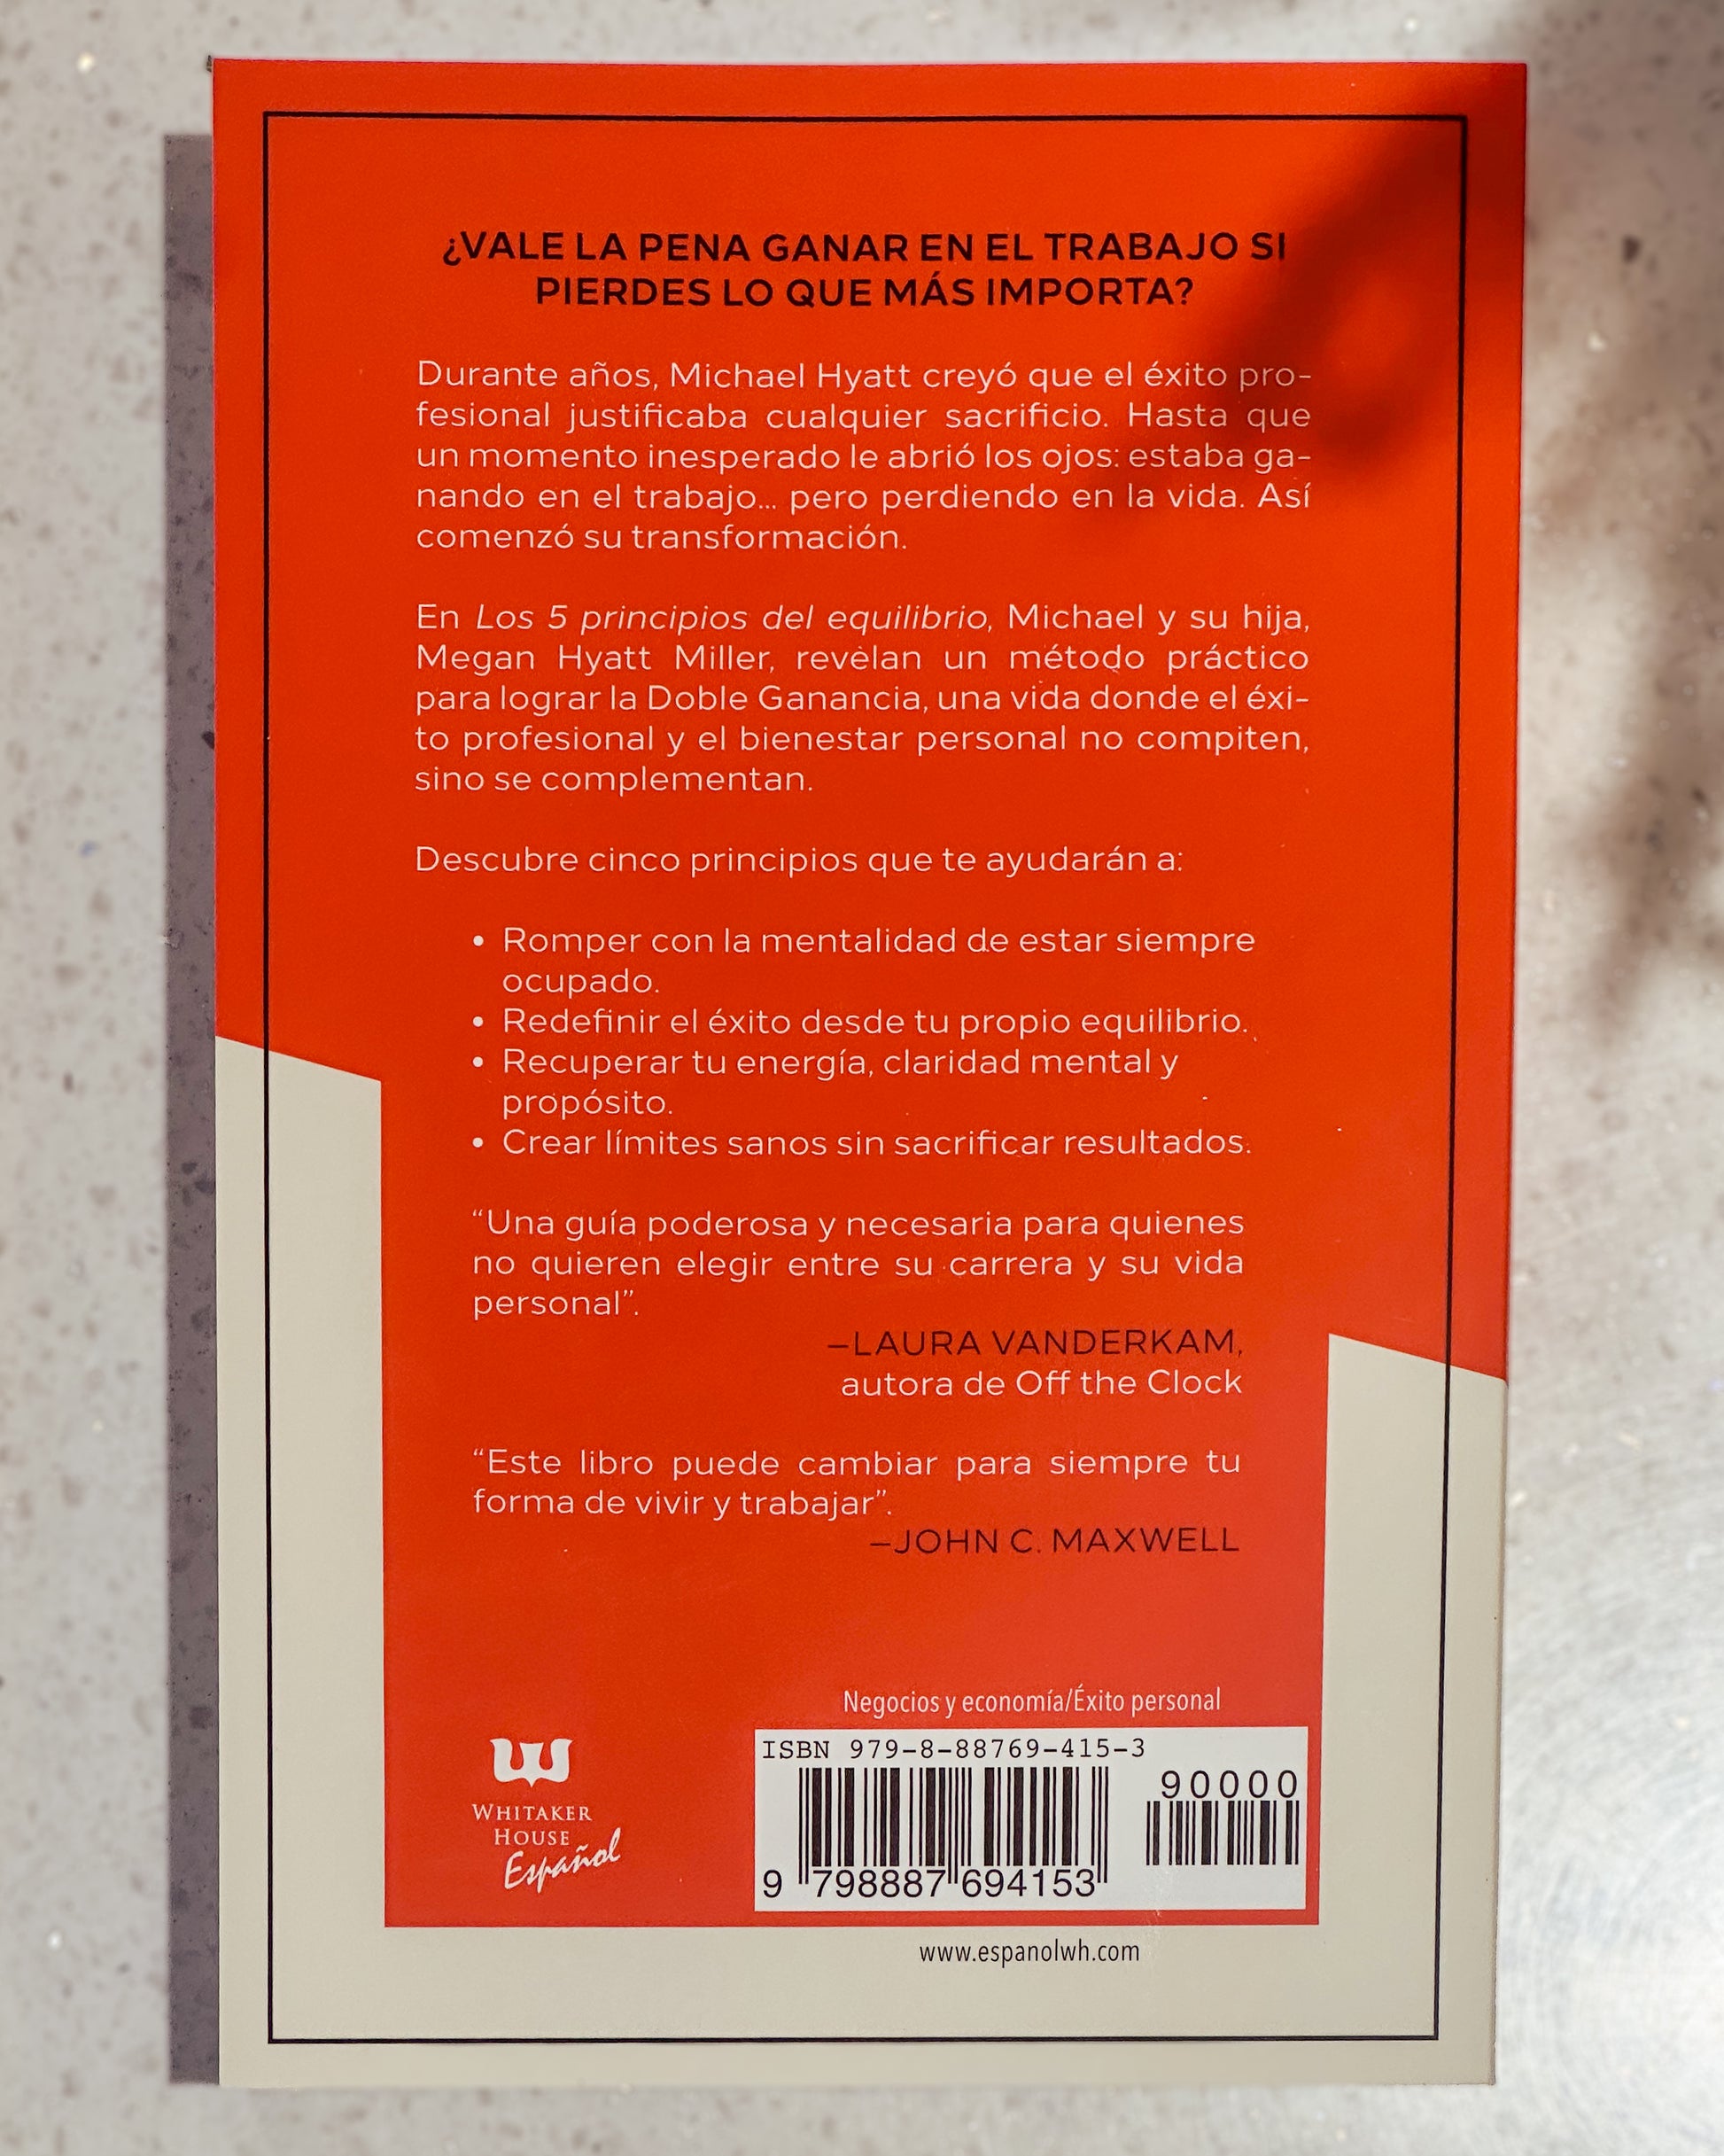 ¿VALE LA PENA GANAR EN EL TRABAJO SI
PIERDES LO QUE MÁS IMPORTA?
Durante años, Michael Hyatt creyó que el éxito pro-
fesional justificaba cualquier sacrificio. Hasta que
un momento inesperado le abrió los ojos: estaba ga-
nando en el trabajo... pero perdiendo en la vida. Así
comenzó su transformación.
En Los 5 principios del equilibrio, Michael y su hija,
Megan Hyatt Miller, revelan un método práctico
para lograr la Doble Ganancia, una vida donde el éxi-
to profesional y el bienestar personal no compiten,
sino se complementan.
Descubre cinco principios que te ayudarán a:
• Romper con la mentalidad de estar siempre
ocupado.
• Redefinir el éxito desde tu propio equilibrio.
• Recuperar tu energía, claridad mental y
propósito.
• Crear límites sanos sin sacrificar resultados.
“Una guía poderosa y necesaria para quienes
no quieren elegir entre su carrera y su vida
personal”.
–LAURA VANDERKAM,
autora de Off the Clock
“Este libro puede cambiar para siempre tu
forma de vivir y trabajar”.
–JOHN C. MAXWELL
Negocios y economía/Éxito personal
ISBN 979-8-88769-415-3
90000
9 798887 694153
WHITAKER
HOUSE
Español
www.espanolwh.com